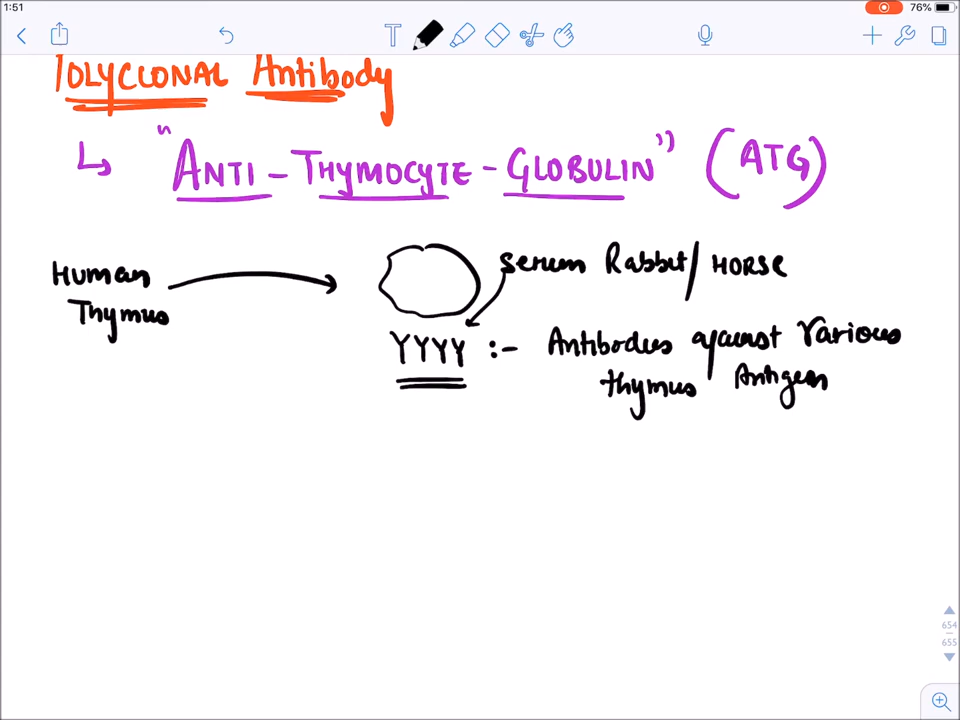 1:51
76%
T
POLYCLONAL Antibody
↳ "ANTI - THYMOCYTE - GLOBULIN" (ATG)
Human Thymus
Serum Rabbit / HORSE
YYYY :- Antibodies against various
thymus Antigen
654
655